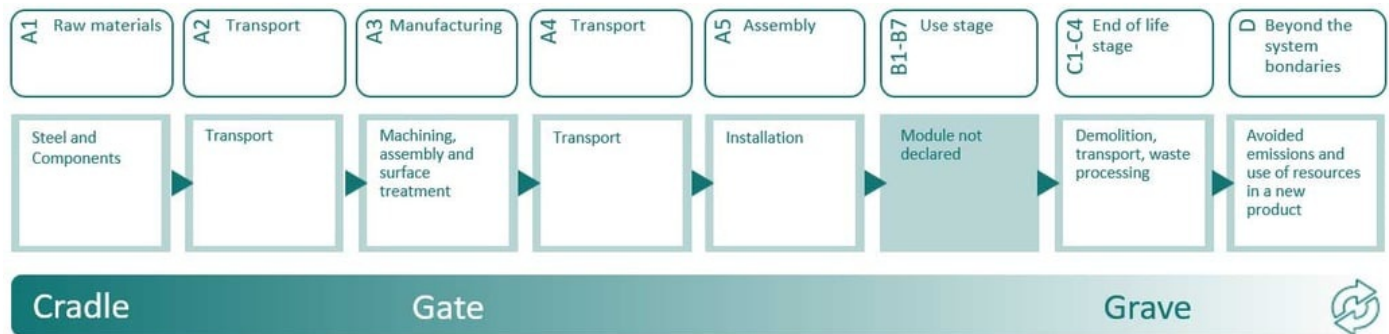 A1 Raw materials
A2 Transport
A3 Manufacturing
A4 Transport
A5 Assembly
B1-B7 Use stage
C1-C4 End of life
stage
D Beyond the
system
bondaries
Steel and
Components
Transport
Machining,
assembly and
surface
treatment
Transport
Installation
Module not
declared
Demolition,
transport, waste
processing
Avoided
emissions and
use of resources
in a new
product
Cradle
Gate
Grave